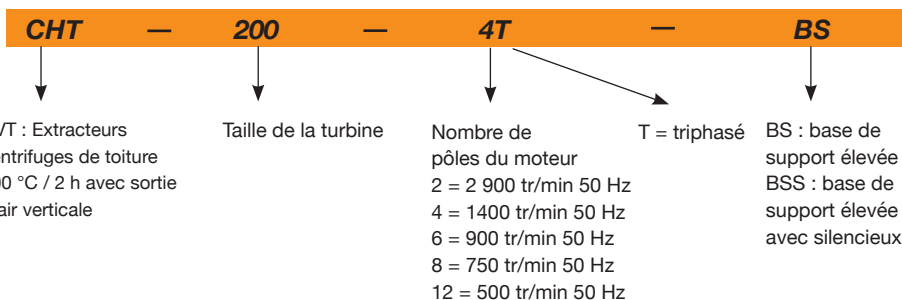 CHT — 200 — 4T — BS
/T : Extracteurs
entrifuges de toiture
00 °C / 2 h avec sortie
air verticale
Taille de la turbine
Nombre de
pôles du moteur
2 = 2 900 tr/min 50 Hz
4 = 1400 tr/min 50 Hz
6 = 900 tr/min 50 Hz
8 = 750 tr/min 50 Hz
12 = 500 tr/min 50 Hz
T = triphasé
BS : base de
support élevée
BSS : base de
support élevée
avec silencieux